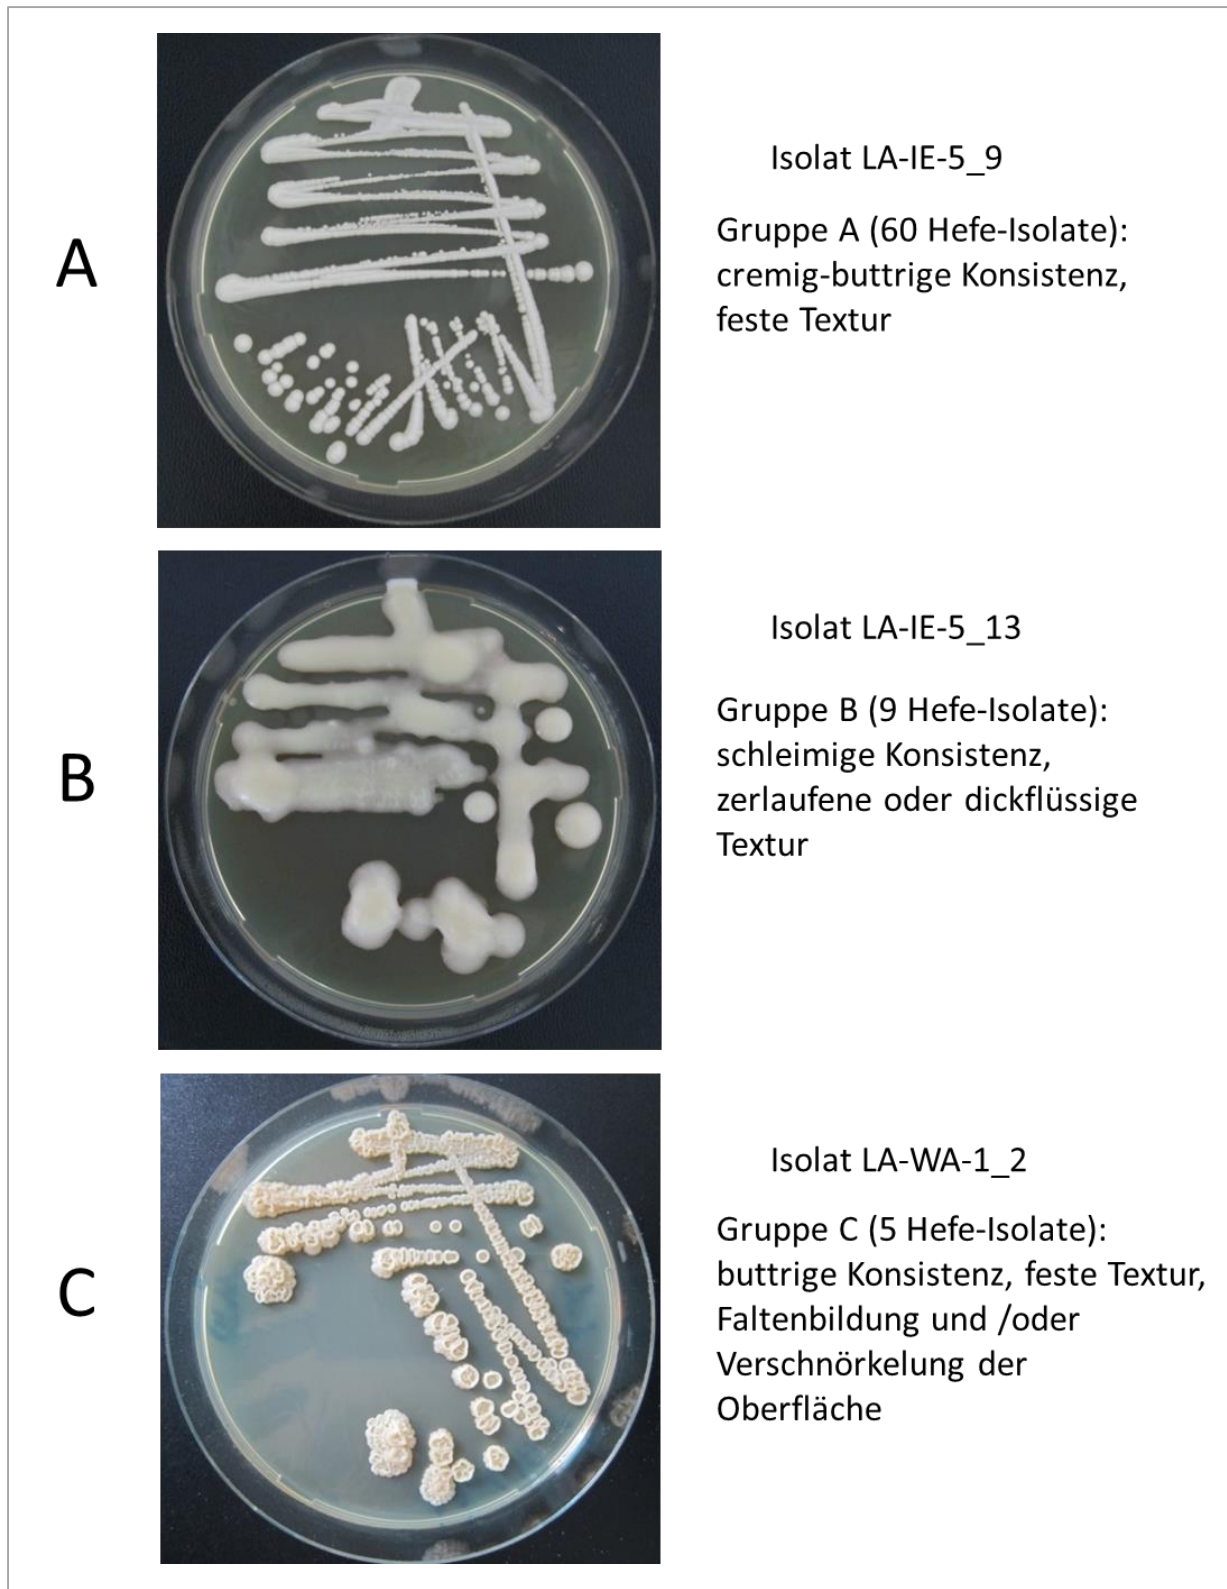 A
Isolat LA-IE-5_9
Gruppe A (60 Hefe-Isolate):
cremig-buttrige Konsistenz,
feste Textur
B
Isolat LA-IE-5_13
Gruppe B (9 Hefe-Isolate):
schleimige Konsistenz,
zerlaufene oder dickflüssige
Textur
C
Isolat LA-WA-1_2
Gruppe C (5 Hefe-Isolate):
buttrige Konsistenz, feste Textur,
Faltenbildung und /oder
Verschnörkelung der
Oberfläche